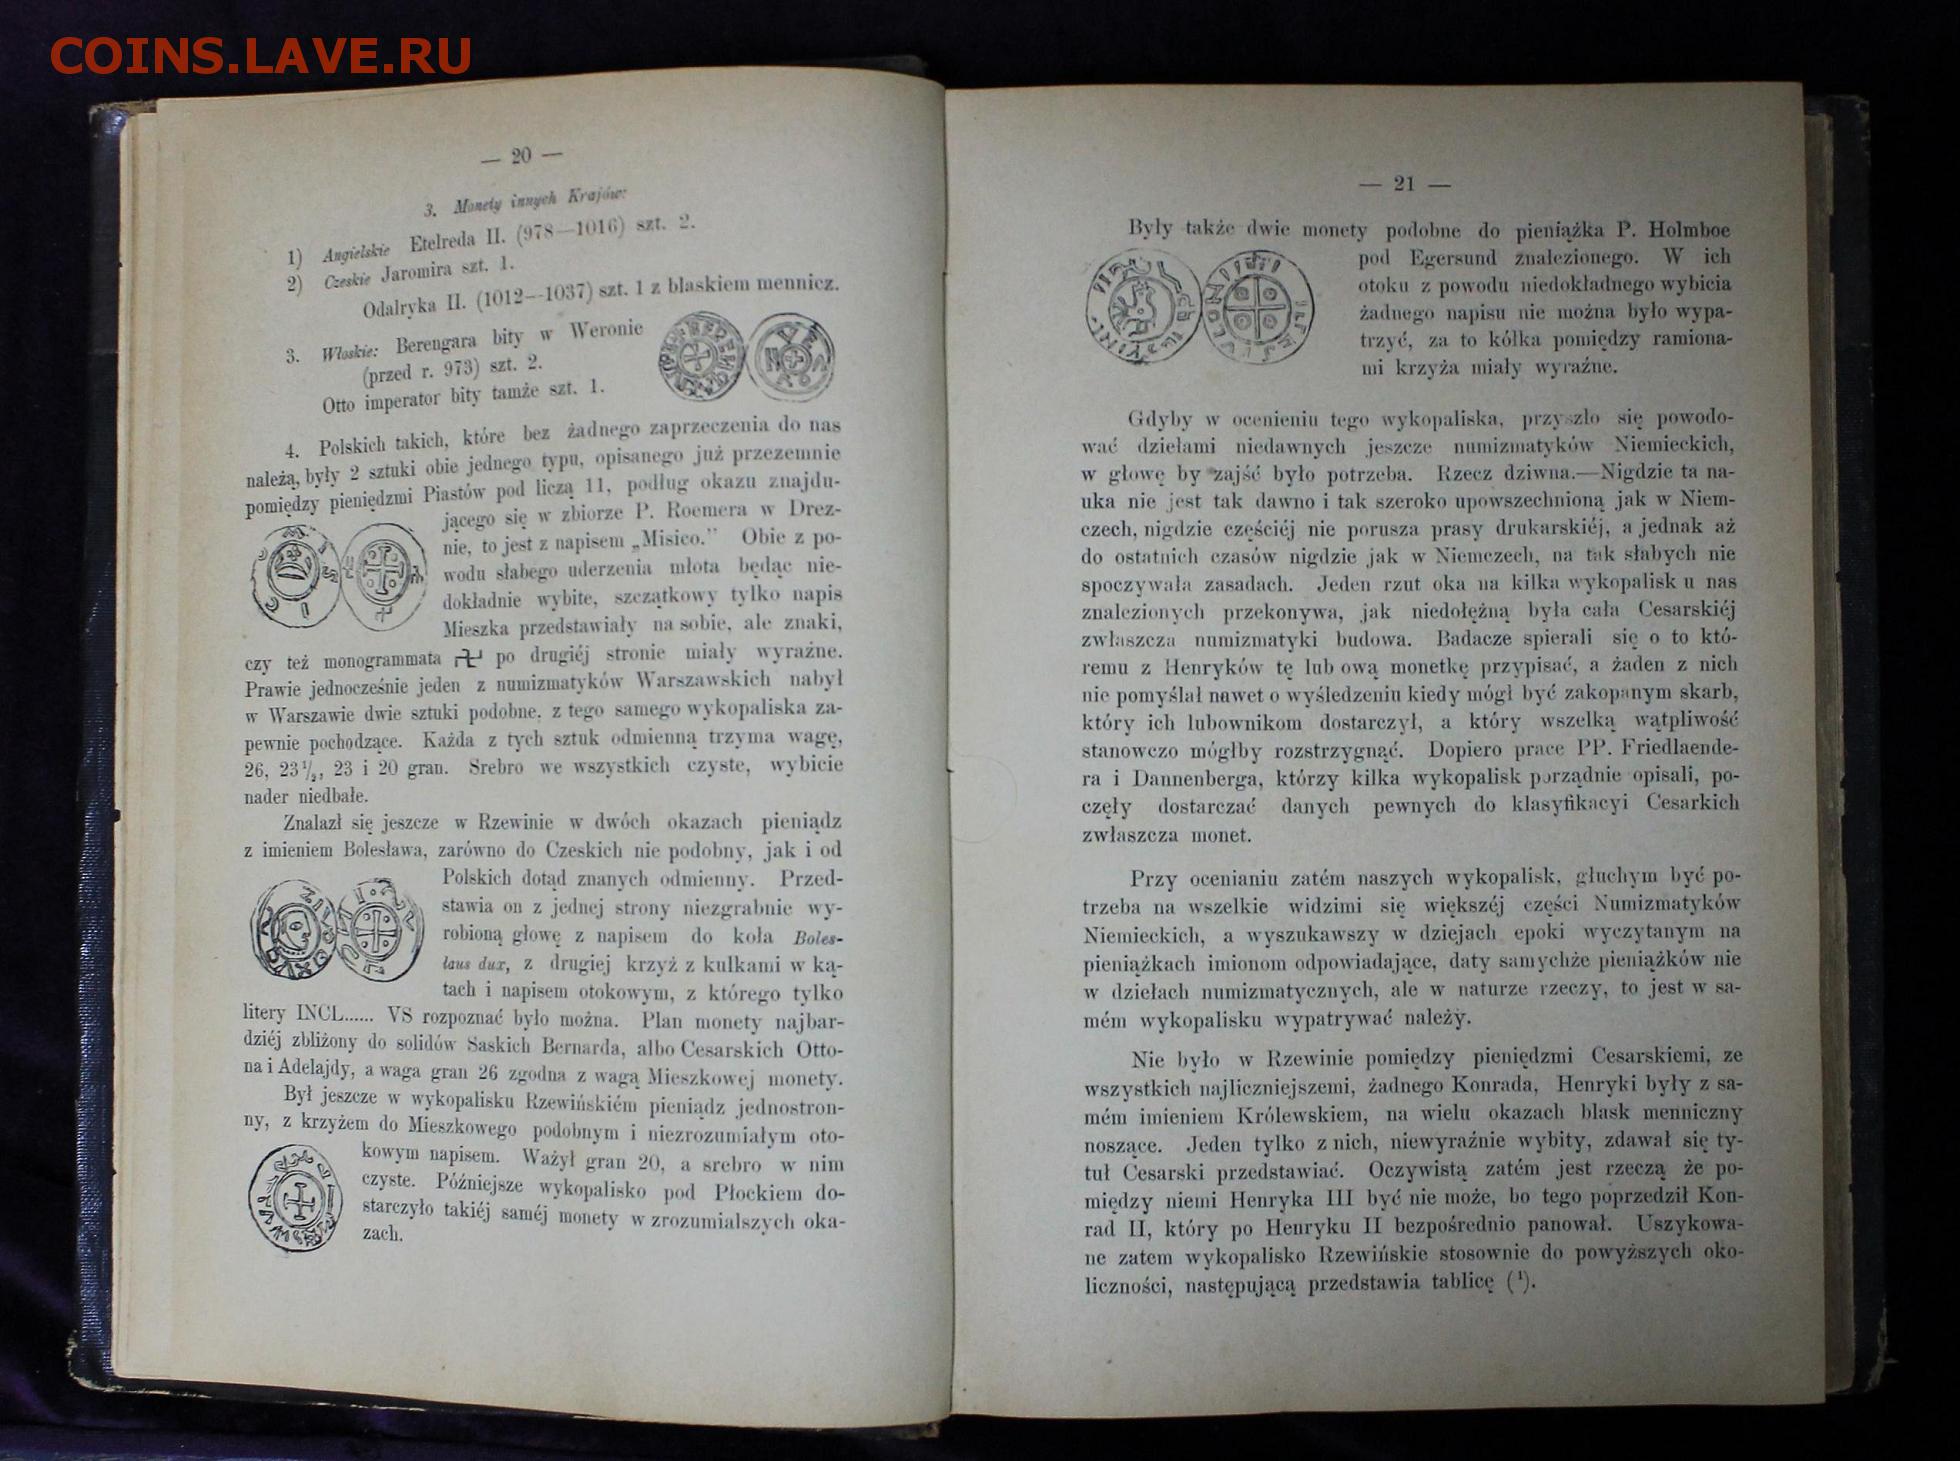 COINS.LAVE.RU
— 20 —
3. Monety innych Krajów:
1) Angielskie Etelreda II. (978—1016) szt. 2.
2) Czeskie Jaromira szt. 1.
Odalryka II. (1012—1037) szt. 1 z blaskiem mennicz.
3. Włoskie: Berengara bity w Weronie
(przed r. 973) szt. 2.
Otto imperator bity tamże szt. 1.
4. Polskich takich, które bez żadnego zaprzeczenia do nas
należą, były 2 sztuki obie jednego typu, opisanego już przezemnie
pomiędzy pieniędzmi Piastów pod liczą 11, podług okazu znajdu-
jącego się w zbiorze P. Roemera w Drez-
nie, to jest z napisem „Misico." Obie z po-
wodu słabego uderzenia młota będąc nie-
dokładnie wybite, szczątkowy tylko napis
Mieszka przedstawiały na sobie, ale znaki,
czy też monogrammata 卍 po drugiéj stronie miały wyraźne.
Prawie jednocześnie jeden z numizmatyków Warszawskich nabył
w Warszawie dwie sztuki podobne, z tego samego wykopaliska za-
pewnie pochodzące. Każda z tych sztuk odmienną trzyma wagę,
26, 23½, 23 i 20 gran. Srebro we wszystkich czyste, wybicie
nader niedbałe.
Znalazł się jeszcze w Rzewinie w dwóch okazach pieniądz
z imieniem Bolesława, zarówno do Czeskich nie podobny, jak i od
Polskich dotąd znanych odmienny. Przed-
stawia on z jednej strony niezgrabnie wy-
robioną głowę z napisem do koła Boles-
laus dux, z drugiej krzyż z kulkami w ką-
tach i napisem otokowym, z którego tylko
litery INCL...... VS rozpoznać było można. Plan monety najbar-
dziéj zbliżony do solidów Saskich Bernarda, albo Cesarskich Otto-
na i Adelajdy, a waga gran 26 zgodna z wagą Mieszkowej monety.
Był jeszcze w wykopalisku Rzewińskiém pieniądz jednostron-
ny, z krzyżem do Mieszkowego podobnym i niezrozumiałym oto-
kowym napisem. Ważył gran 20, a srebro w nim
czyste. Późniejsze wykopalisko pod Płockiem do-
starczyło takiéj saméj monety w zrozumialszych oka-
zach.
— 21 —
Były także dwie monety podobne do pieniążka P. Holmboe
pod Egersund znalezionego. W ich
otoku z powodu niedokładnego wybicia
żadnego napisu nie można było wypa-
trzyć, za to kółka pomiędzy ramiona-
mi krzyża miały wyraźne.
Gdyby w ocenieniu tego wykopaliska, przyszło się powodo-
wać dziełami niedawnych jeszcze numizmatyków Niemieckich,
w głowę by zajść było potrzeba. Rzecz dziwna.—Nigdzie ta na-
uka nie jest tak dawno i tak szeroko upowszechnioną jak w Niem-
czech, nigdzie częściéj nie porusza prasy drukarskiéj, a jednak aż
do ostatnich czasów nigdzie jak w Niemczech, na tak słabych nie
spoczywała zasadach. Jeden rzut oka na kilka wykopalisk u nas
znalezionych przekonywa, jak niedołężną była cała Cesarskiéj
zwłaszcza numizmatyki budowa. Badacze spierali się o to któ-
remu z Henryków tę lub ową monetkę przypisać, a żaden z nich
nie pomyślał nawet o wyśledzeniu kiedy mógł być zakopanym skarb,
który ich lubownikom dostarczył, a który wszelką wątpliwość
stanowczo mógłby rozstrzygnąć. Dopiero prace PP. Friedlaende-
ra i Dannenberga, którzy kilka wykopalisk porządnie opisali, po-
częły dostarczać danych pewnych do klasyfikacyi Cesarkich
zwłaszcza monet.
Przy ocenianiu zatém naszych wykopalisk, głuchym być po-
trzeba na wszelkie widzimi się większéj części Numizmatyków
Niemieckich, a wyszukawszy w dziejach epoki wyczytanym na
pieniążkach imionom odpowiadające, daty samychże pieniążków nie
w dziełach numizmatycznych, ale w naturze rzeczy, to jest w sa-
mém wykopalisku wypatrywać należy.
Nie było w Rzewinie pomiędzy pieniędzmi Cesarskiemi, ze
wszystkich najliczniejszemi, żadnego Konrada, Henryki były z sa-
mém imieniem Królewskiem, na wielu okazach blask menniczny
noszące. Jeden tylko z nich, niewyraźnie wybity, zdawał się ty-
tuł Cesarski przedstawiać. Oczywistą zatém jest rzeczą że po-
między niemi Henryka III być nie może, bo tego poprzedził Kon-
rad II, który po Henryku II bezpośrednio panował. Uszykowa-
ne zatem wykopalisko Rzewińskie stosownie do powyższych oko-
liczności, następującą przedstawia tablicę (¹).